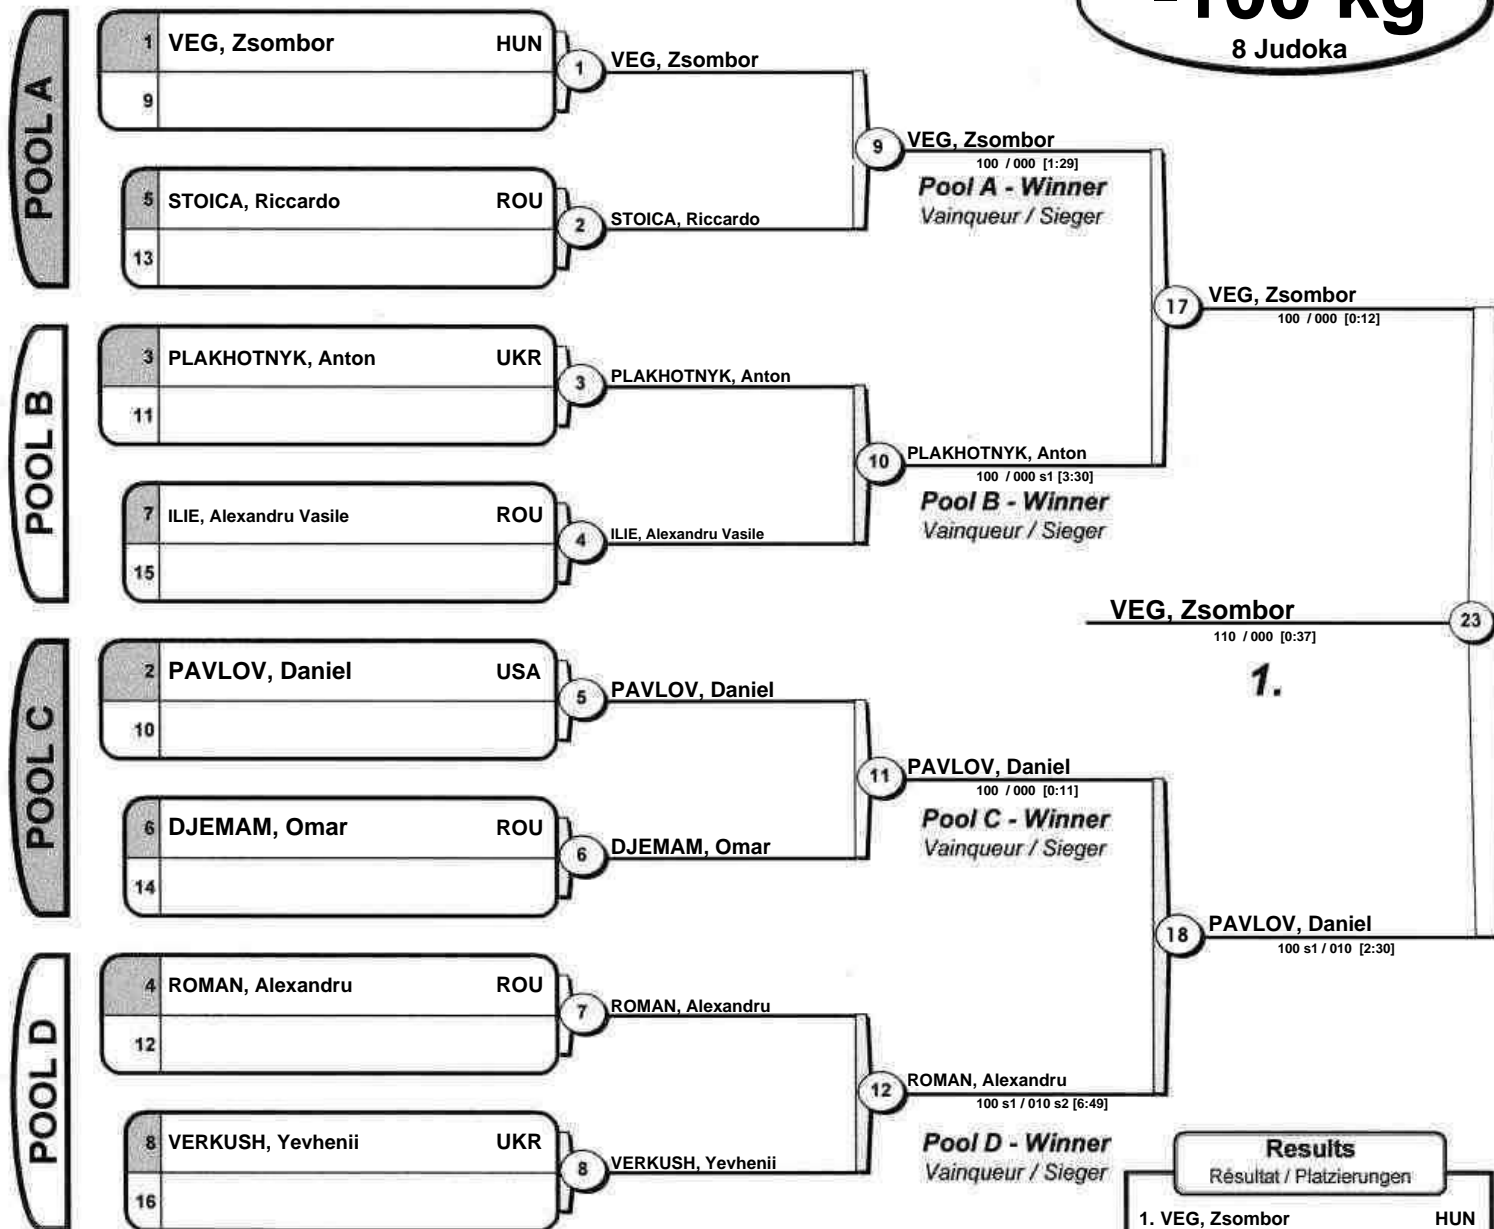 -100 kg
8 Judoka
POOL A
1 VEG, Zsombor HUN
9
1 VEG, Zsombor
5 STOICA, Riccardo ROU
13
2 STOICA, Riccardo
9 VEG, Zsombor
100 / 000 [1:29]
Pool A - Winner
Vainqueur / Sieger
POOL B
3 PLAKHOTNYK, Anton UKR
11
3 PLAKHOTNYK, Anton
7 ILIE, Alexandru Vasile ROU
15
4 ILIE, Alexandru Vasile
10 PLAKHOTNYK, Anton
100 / 000 s1 [3:30]
Pool B - Winner
Vainqueur / Sieger
17 VEG, Zsombor
100 / 000 [0:12]
VEG, Zsombor 23
110 / 000 [0:37]
1.
POOL C
2 PAVLOV, Daniel USA
10
5 PAVLOV, Daniel
6 DJEMAM, Omar ROU
14
6 DJEMAM, Omar
11 PAVLOV, Daniel
100 / 000 [0:11]
Pool C - Winner
Vainqueur / Sieger
18 PAVLOV, Daniel
100 s1 / 010 [2:30]
POOL D
4 ROMAN, Alexandru ROU
12
7 ROMAN, Alexandru
8 VERKUSH, Yevhenii UKR
16
8 VERKUSH, Yevhenii
12 ROMAN, Alexandru
100 s1 / 010 s2 [6:49]
Pool D - Winner
Vainqueur / Sieger
Results
Résultat / Platzierungen
1. VEG, Zsombor HUN